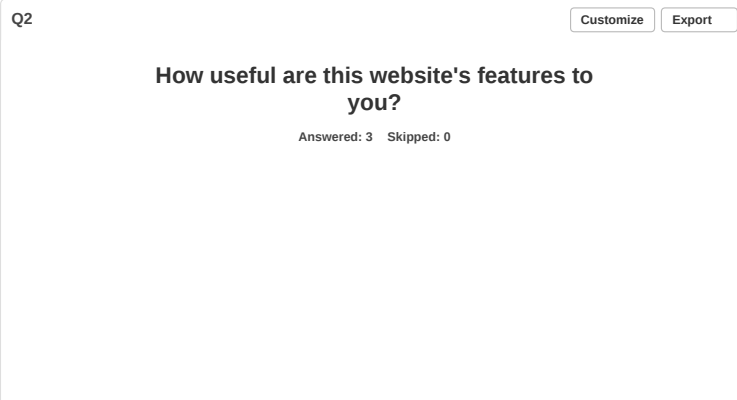 Q2
Customize
Export
How useful are this website's features to
you?
Answered: 3 Skipped: 0